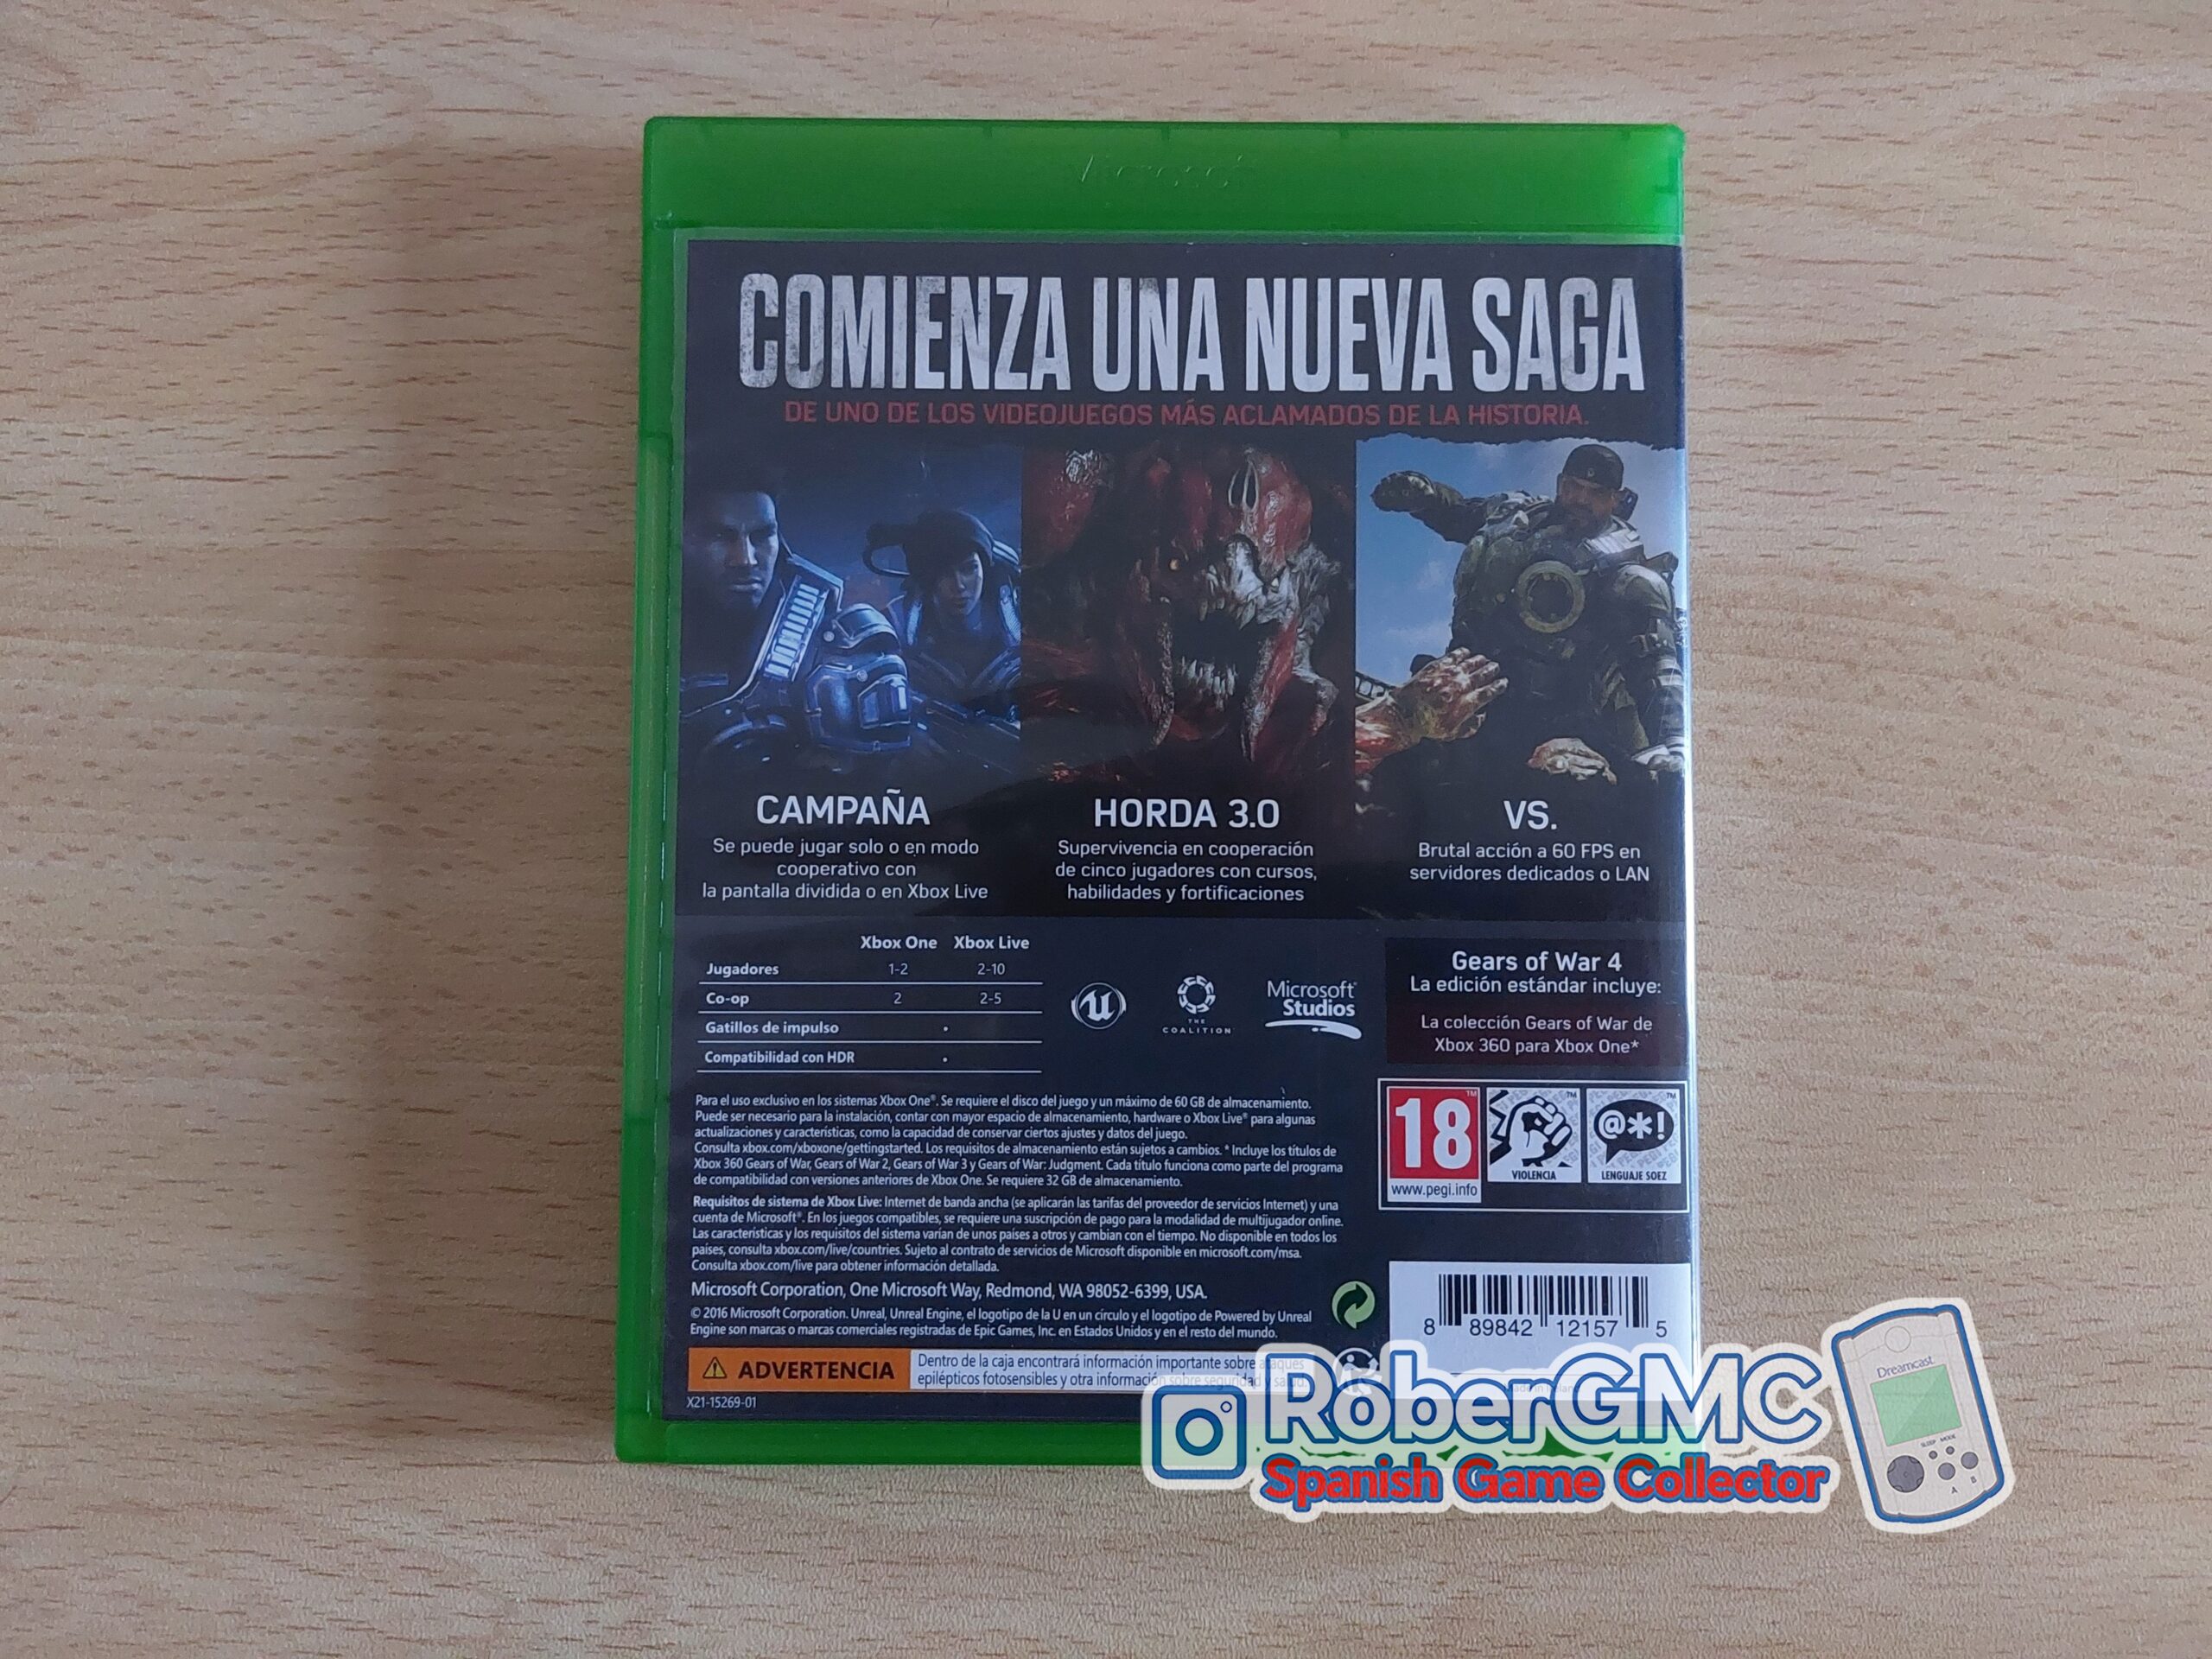 Microsoft
COMIENZA UNA NUEVA SAGA
DE UNO DE LOS VIDEOJUEGOS MÁS ACLAMADOS DE LA HISTORIA.
CAMPAÑA
Se puede jugar solo o en modo
cooperativo con
la pantalla dividida o en Xbox Live
HORDA 3.0
Supervivencia en cooperación
de cinco jugadores con cursos,
habilidades y fortificaciones
VS.
Brutal acción a 60 FPS en
servidores dedicados o LAN
Xbox One Xbox Live
Jugadores 1-2 2-10
Co-op 2 2-5
Gatillos de impulso •
Compatibilidad con HDR •
THE
COALITION
Microsoft
Studios
Gears of War 4
La edición estándar incluye:
La colección Gears of War de
Xbox 360 para Xbox One*
Para el uso exclusivo en los sistemas Xbox One®. Se requiere el disco del juego y un máximo de 60 GB de almacenamiento.
Puede ser necesario para la instalación, contar con mayor espacio de almacenamiento, hardware o Xbox Live® para algunas
actualizaciones y características, como la capacidad de conservar ciertos ajustes y datos del juego.
Consulta xbox.com/xboxone/gettingstarted. Los requisitos de almacenamiento están sujetos a cambios. * Incluye los títulos de
Xbox 360 Gears of War, Gears of War 2, Gears of War 3 y Gears of War: Judgment. Cada título funciona como parte del programa
de compatibilidad con versiones anteriores de Xbox One. Se requiere 32 GB de almacenamiento.
Requisitos de sistema de Xbox Live: Internet de banda ancha (se aplicarán las tarifas del proveedor de servicios Internet) y una
cuenta de Microsoft®. En los juegos compatibles, se requiere una suscripción de pago para la modalidad de multijugador online.
Las características y los requisitos del sistema varían de unos países a otros y cambian con el tiempo. No disponible en todos los
países, consulta xbox.com/live/countries. Sujeto al contrato de servicios de Microsoft disponible en microsoft.com/msa.
Consulta xbox.com/live para obtener información detallada.
Microsoft Corporation, One Microsoft Way, Redmond, WA 98052-6399, USA.
© 2016 Microsoft Corporation. Unreal, Unreal Engine, el logotipo de la U en un círculo y el logotipo de Powered by Unreal
Engine son marcas o marcas comerciales registradas de Epic Games, Inc. en Estados Unidos y en el resto del mundo.
18
www.pegi.info
VIOLENCIA
@*!
LENGUAJE SOEZ
8 89842 12157 5
ADVERTENCIA
Dentro de la caja encontrará información importante sobre ataques
epilépticos fotosensibles y otra información sobre seguridad y salud.
X21-15269-01
RoberGMC
Spanish Game Collector
Dreamcast
SLEEP MODE
A
B